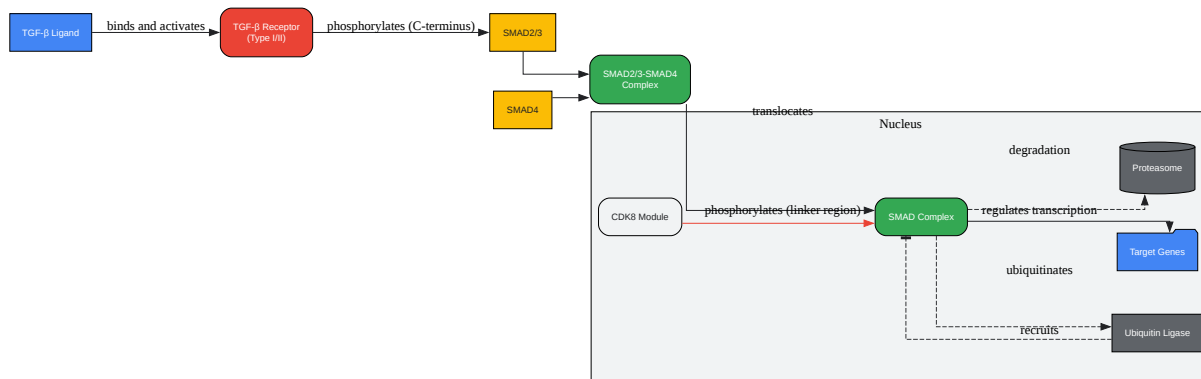 TGF-β Ligand
binds and activates
TGF-β Receptor
(Type I/II)
phosphorylates (C-terminus)
SMAD2/3
SMAD2/3-SMAD4
Complex
SMAD4
translocates
Nucleus
degradation
Proteasome
CDK8 Module
phosphorylates (linker region)
SMAD Complex
regulates transcription
Target Genes
ubiquitinates
recruits
Ubiquitin Ligase